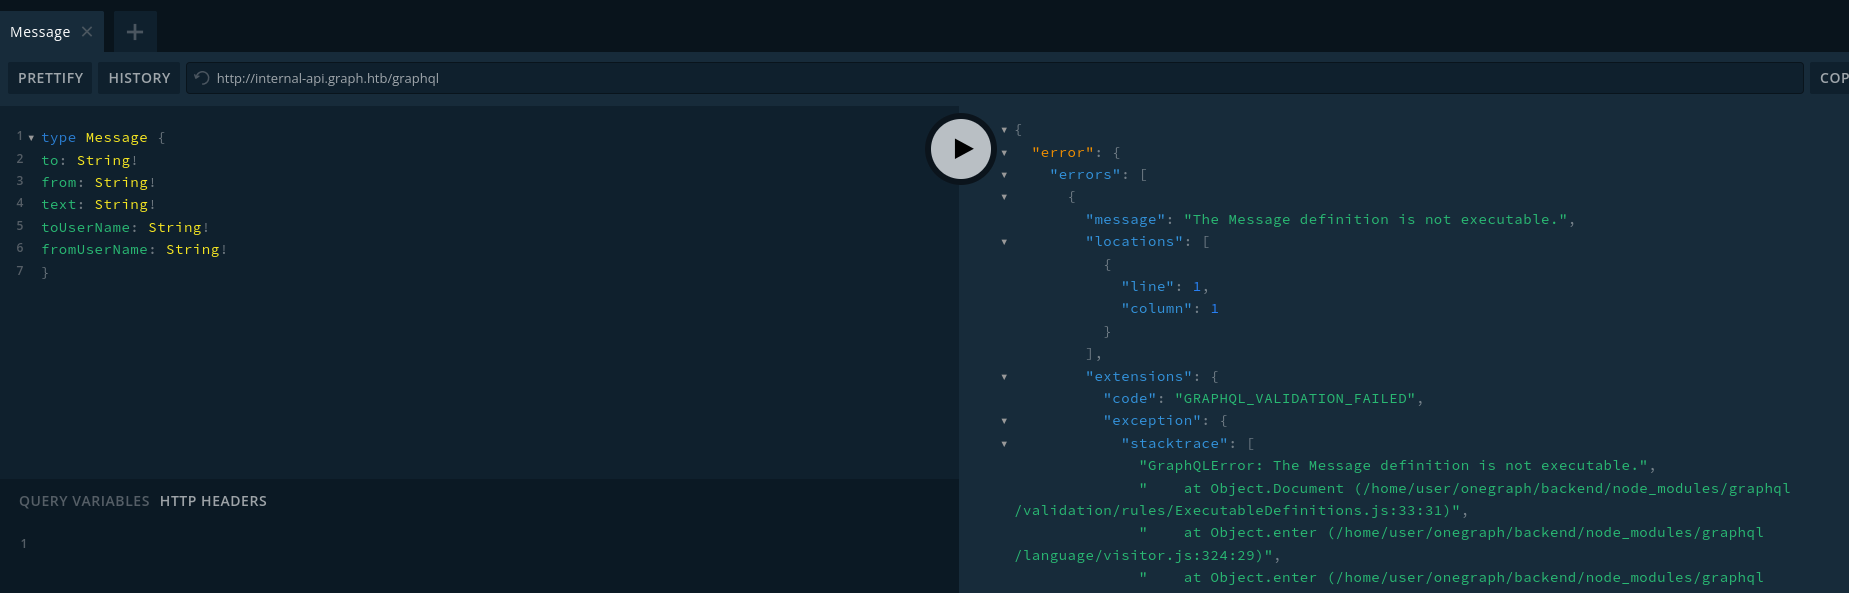 Message
PRETTIFY HISTORY http://internal-api.graph.htb/graphql COP
1 type Message {
2 to: String!
3 from: String!
4 text: String!
5 toUserName: String!
6 fromUserName: String!
7 }
QUERY VARIABLES HTTP HEADERS
1
{
"error": {
"errors": [
{
"message": "The Message definition is not executable.",
"locations": [
{
"line": 1,
"column": 1
}
],
"extensions": {
"code": "GRAPHQL_VALIDATION_FAILED",
"exception": {
"stacktrace": [
"GraphQLError: The Message definition is not executable.",
"    at Object.Document (/home/user/onegraph/backend/node_modules/graphql
/validation/rules/ExecutableDefinitions.js:33:31)",
"    at Object.enter (/home/user/onegraph/backend/node_modules/graphql
/language/visitor.js:324:29)",
"    at Object.enter (/home/user/onegraph/backend/node_modules/graphql